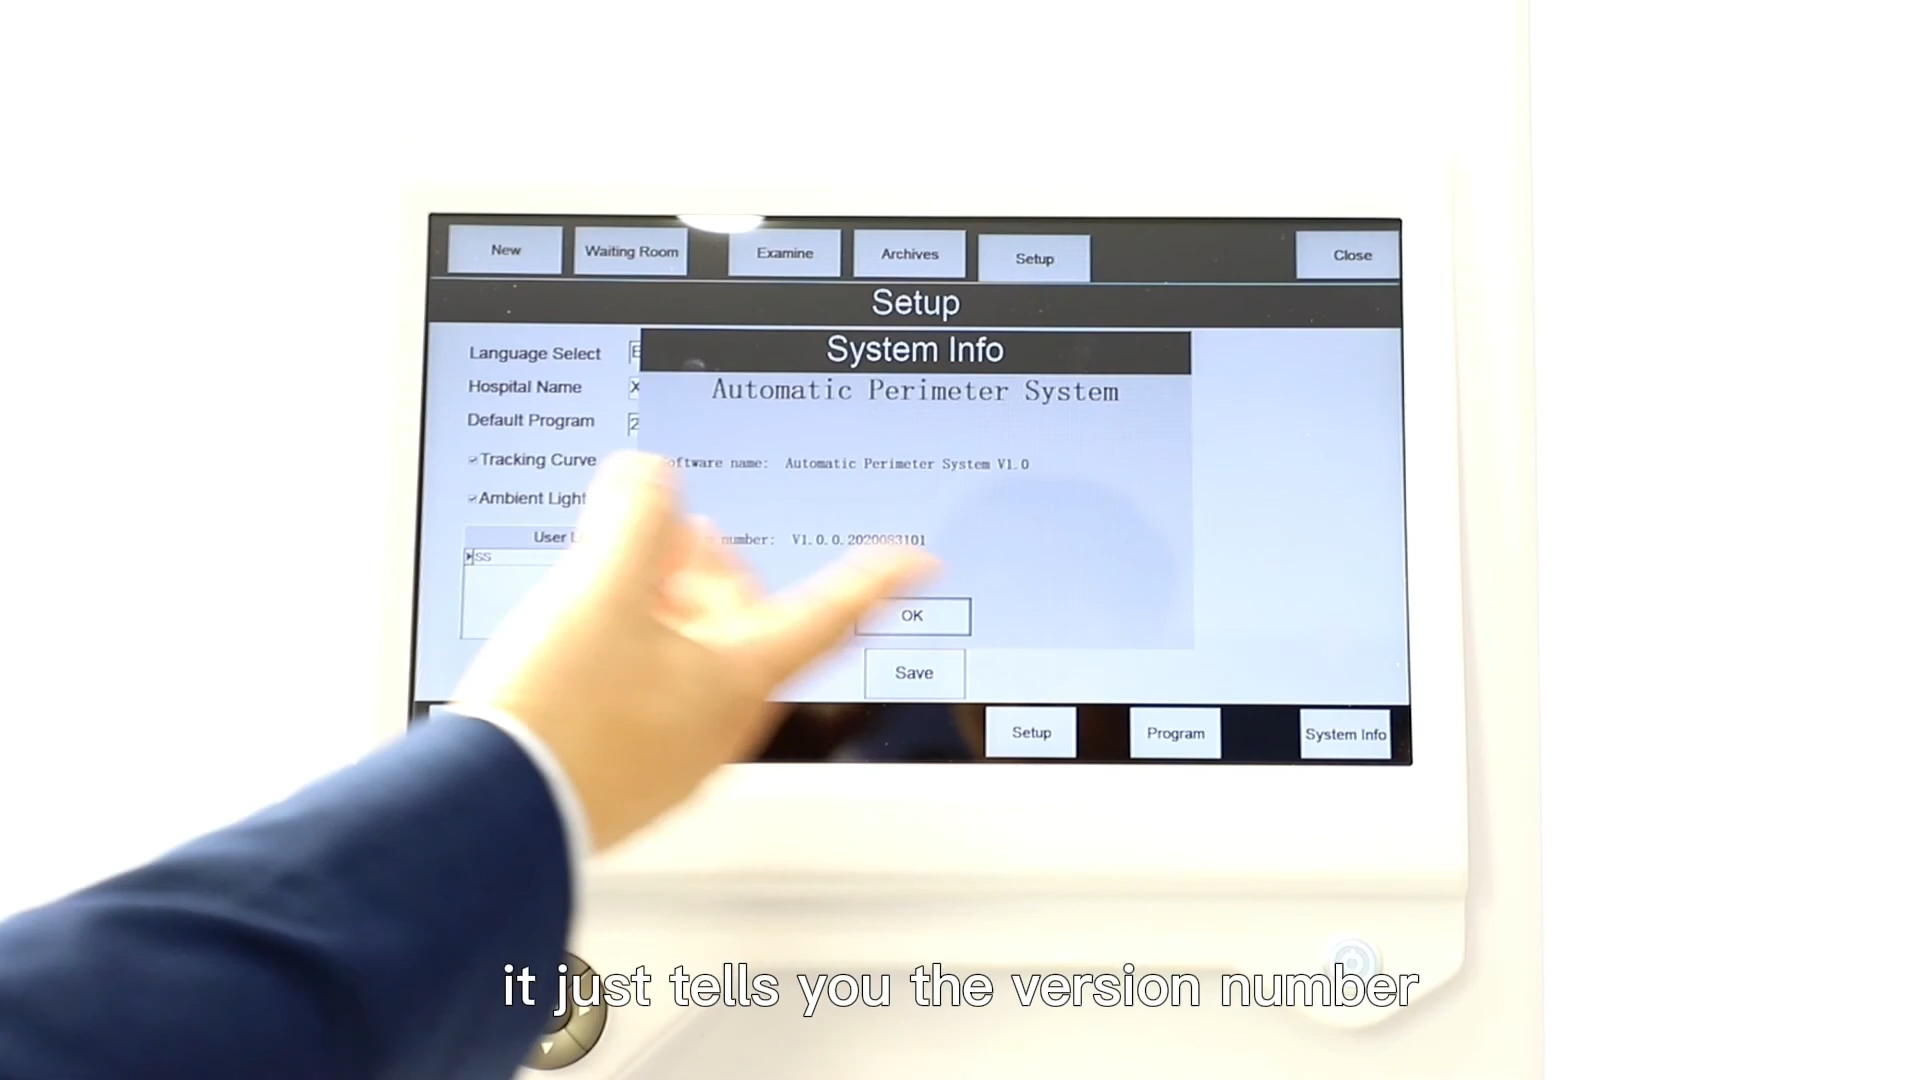 New Waiting Room Examine Archives Setup Close
Setup
System Info
Automatic Perimeter System
Language Select
Hospital Name
Default Program
Tracking Curve
Ambient Light
User
ss
name: Automatic Perimeter System V1.0
number: V1.0.0.2020083101
OK
Save
Setup Program System Info
it just tells you the version number